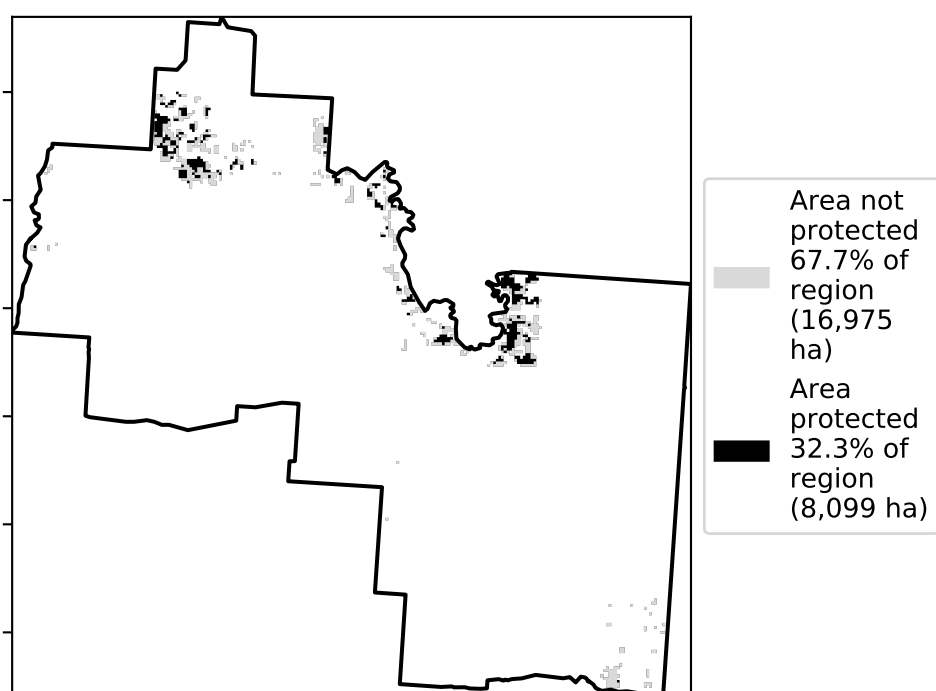 Area not
protected
67.7% of
region
(16,975
ha)
Area
protected
32.3% of
region
(8,099 ha)